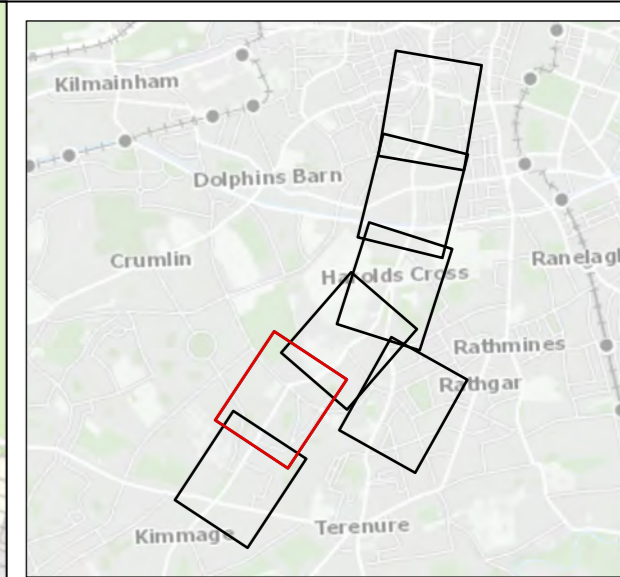 Kilmainham
Dolphins Barn
Crumlin
Ranelagh
Harolds Cross
Rathmines
Rathgar
Terenure
Kimmage